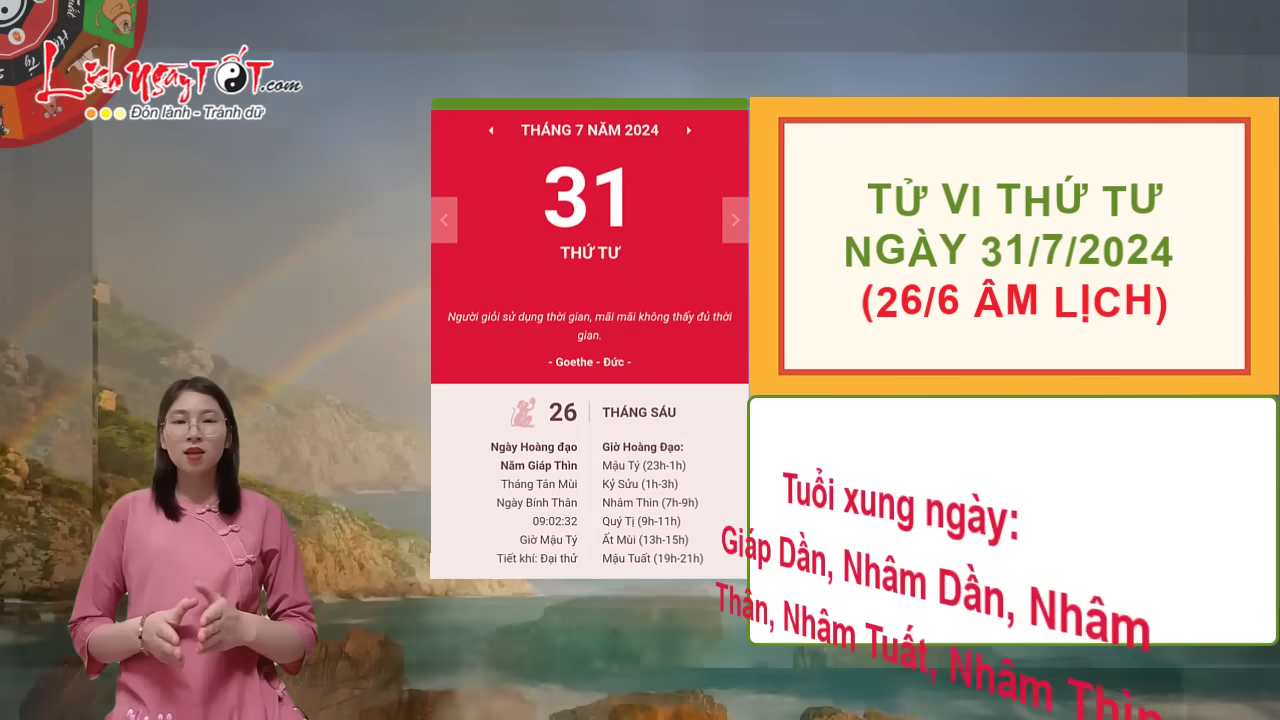 LịchngàyTỐT.com
Đón lành - Tránh dữ
THÁNG 7 NĂM 2024
31
THỨ TƯ
Người giỏi sử dụng thời gian, mãi mãi không thấy đủ thời
gian.
- Goethe - Đức -
26 THÁNG SÁU
Ngày Hoàng đạo
Năm Giáp Thìn
Tháng Tân Mùi
Ngày Bính Thân
09:02:32
Giờ Mậu Tý
Tiết khí: Đại thử
Giờ Hoàng Đạo:
Mậu Tý (23h-1h)
Kỷ Sửu (1h-3h)
Nhâm Thìn (7h-9h)
Quý Tị (9h-11h)
Ất Mùi (13h-15h)
Mậu Tuất (19h-21h)
TỬ VI THỨ TƯ
NGÀY 31/7/2024
(26/6 ÂM LỊCH)
Tuổi xung ngày:
Giáp Dần, Nhâm Dần, Nhâm
Thân, Nhâm Tuất, Nhâm Thìn